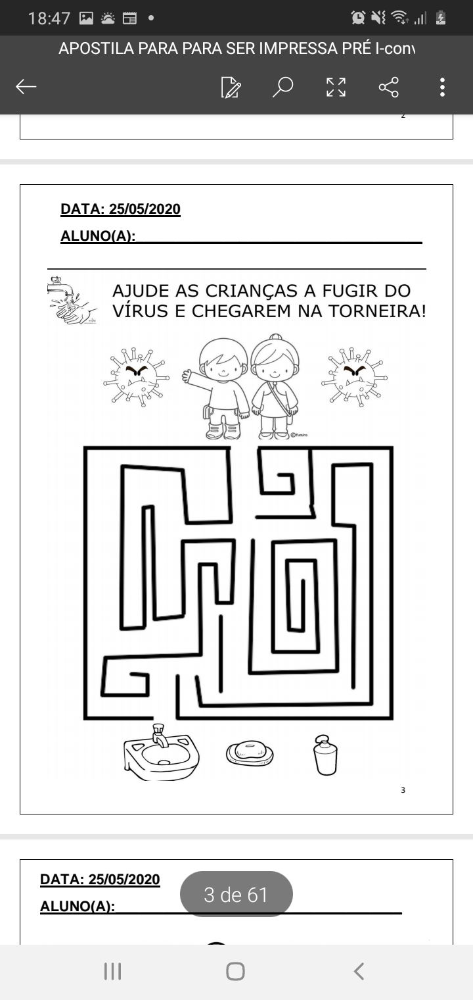 18:47
APOSTILA PARA PARA SER IMPRESSA PRÉ I-conv
2
DATA: 25/05/2020
ALUNO(A):
AJUDE AS CRIANÇAS A FUGIR DO
VÍRUS E CHEGAREM NA TORNEIRA!
©fumira
3
DATA: 25/05/2020
3 de 61
ALUNO(A):